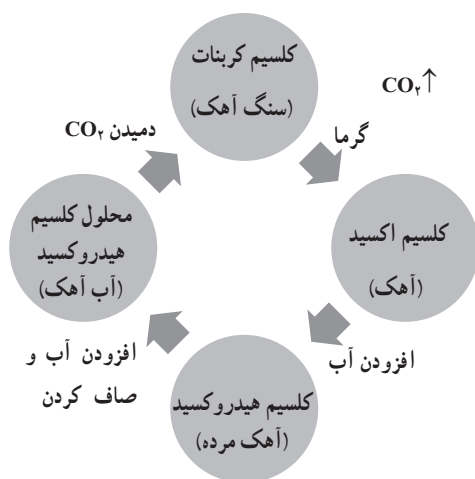 کلسیم کربنات
(سنگ آهک)
CO₂↑
گرما
کلسیم اکسید
(آهک)
افزودن آب
کلسیم هیدروکسید
(آهک مرده)
افزودن آب و
صاف کردن
محلول کلسیم
هیدروکسید
(آب آهک)
دمیدن CO₂